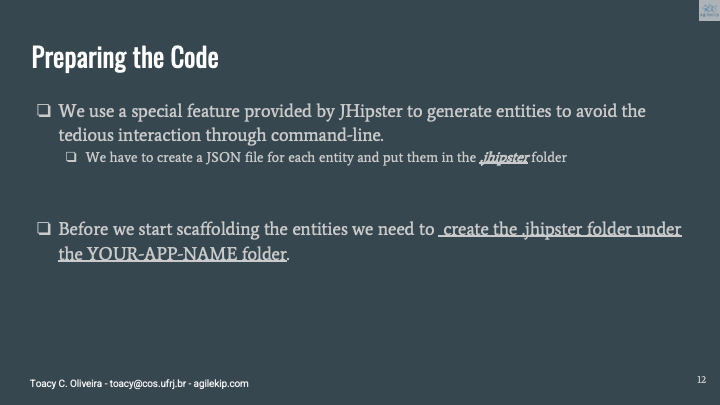 Preparing the Code
❏ We use a special feature provided by JHipster to generate entities to avoid the
tedious interaction through command-line.
❏ We have to create a JSON file for each entity and put them in the .jhipster folder
❏ Before we start scaffolding the entities we need to create the .jhipster folder under
the YOUR-APP-NAME folder.
Toacy C. Oliveira - toacy@cos.ufrj.br - agilekip.com
12